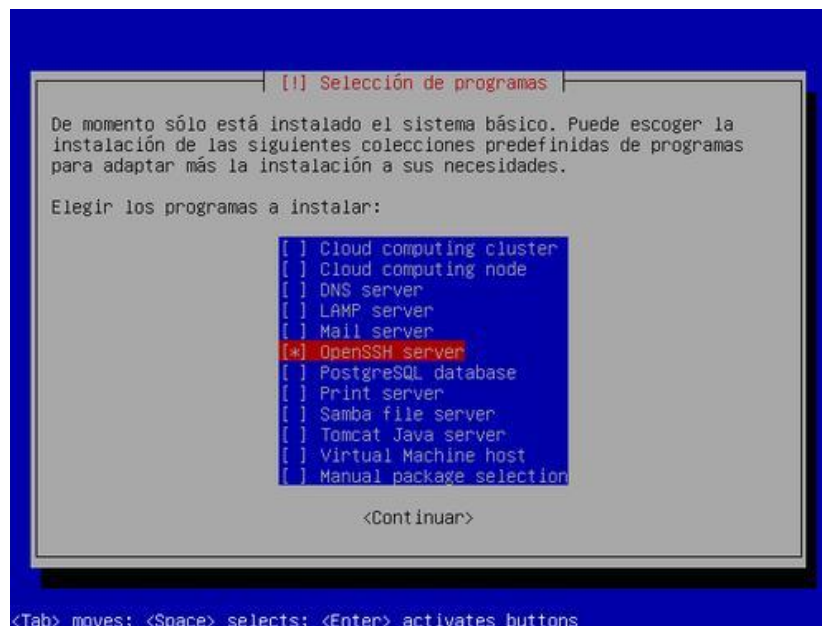 [!] Selección de programas
De momento sólo está instalado el sistema básico. Puede escoger la
instalación de las siguientes colecciones predefinidas de programas
para adaptar más la instalación a sus necesidades.
Elegir los programas a instalar:
[ ] Cloud computing cluster
[ ] Cloud computing node
[ ] DNS server
[ ] LAMP server
[ ] Mail server
[*] OpenSSH server
[ ] PostgreSQL database
[ ] Print server
[ ] Samba file server
[ ] Tomcat Java server
[ ] Virtual Machine host
[ ] Manual package selection
<Continuar>
<Tab> moves; <Space> selects; <Enter> activates buttons